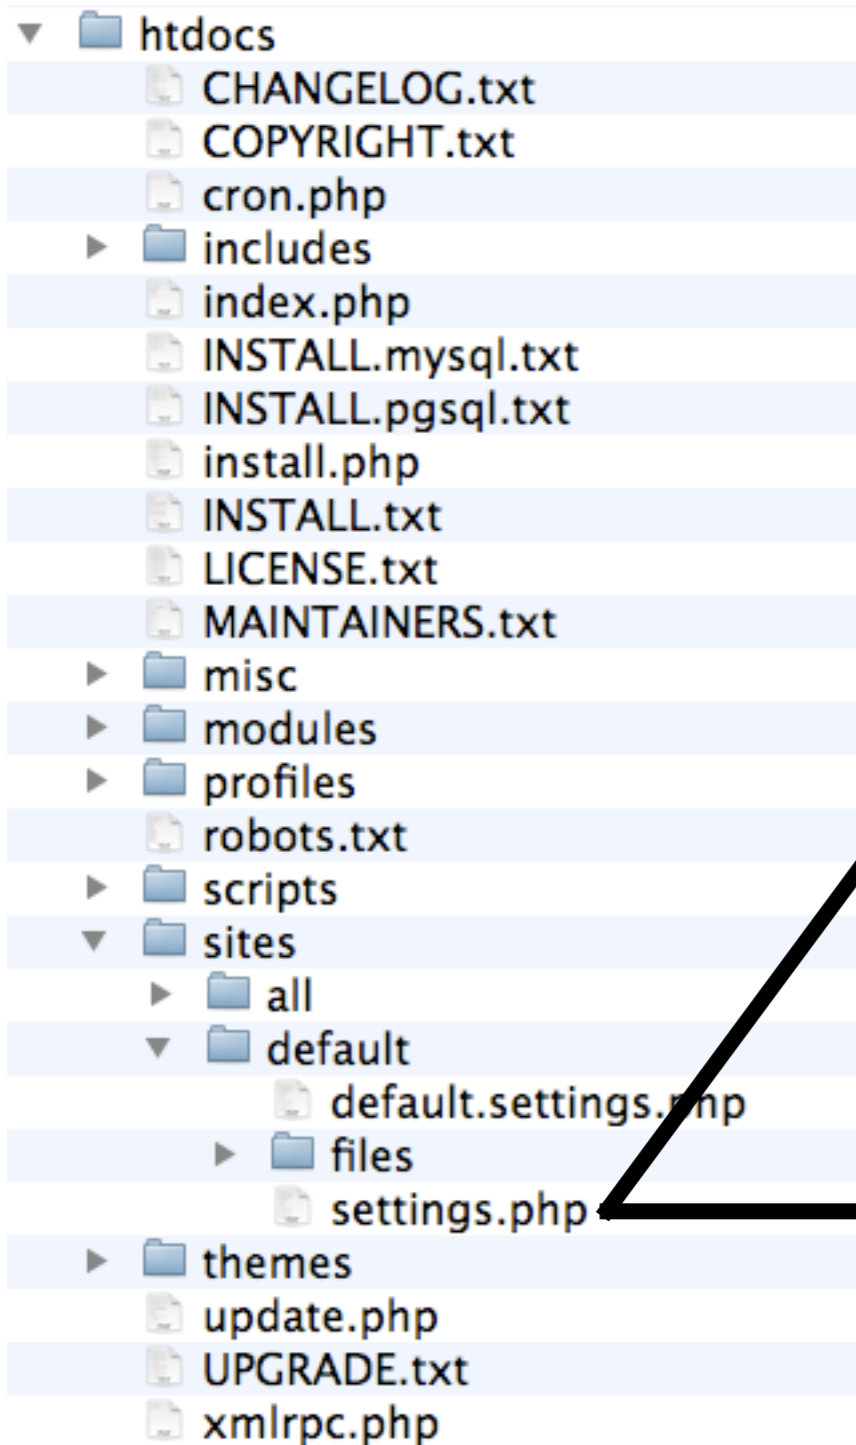 htdocs
CHANGELOG.txt
COPYRIGHT.txt
cron.php
includes
index.php
INSTALL.mysql.txt
INSTALL.pgsql.txt
install.php
INSTALL.txt
LICENSE.txt
MAINTAINERS.txt
misc
modules
profiles
robots.txt
scripts
sites
all
default
default.settings.php
files
settings.php
themes
update.php
UPGRADE.txt
xmlrpc.php